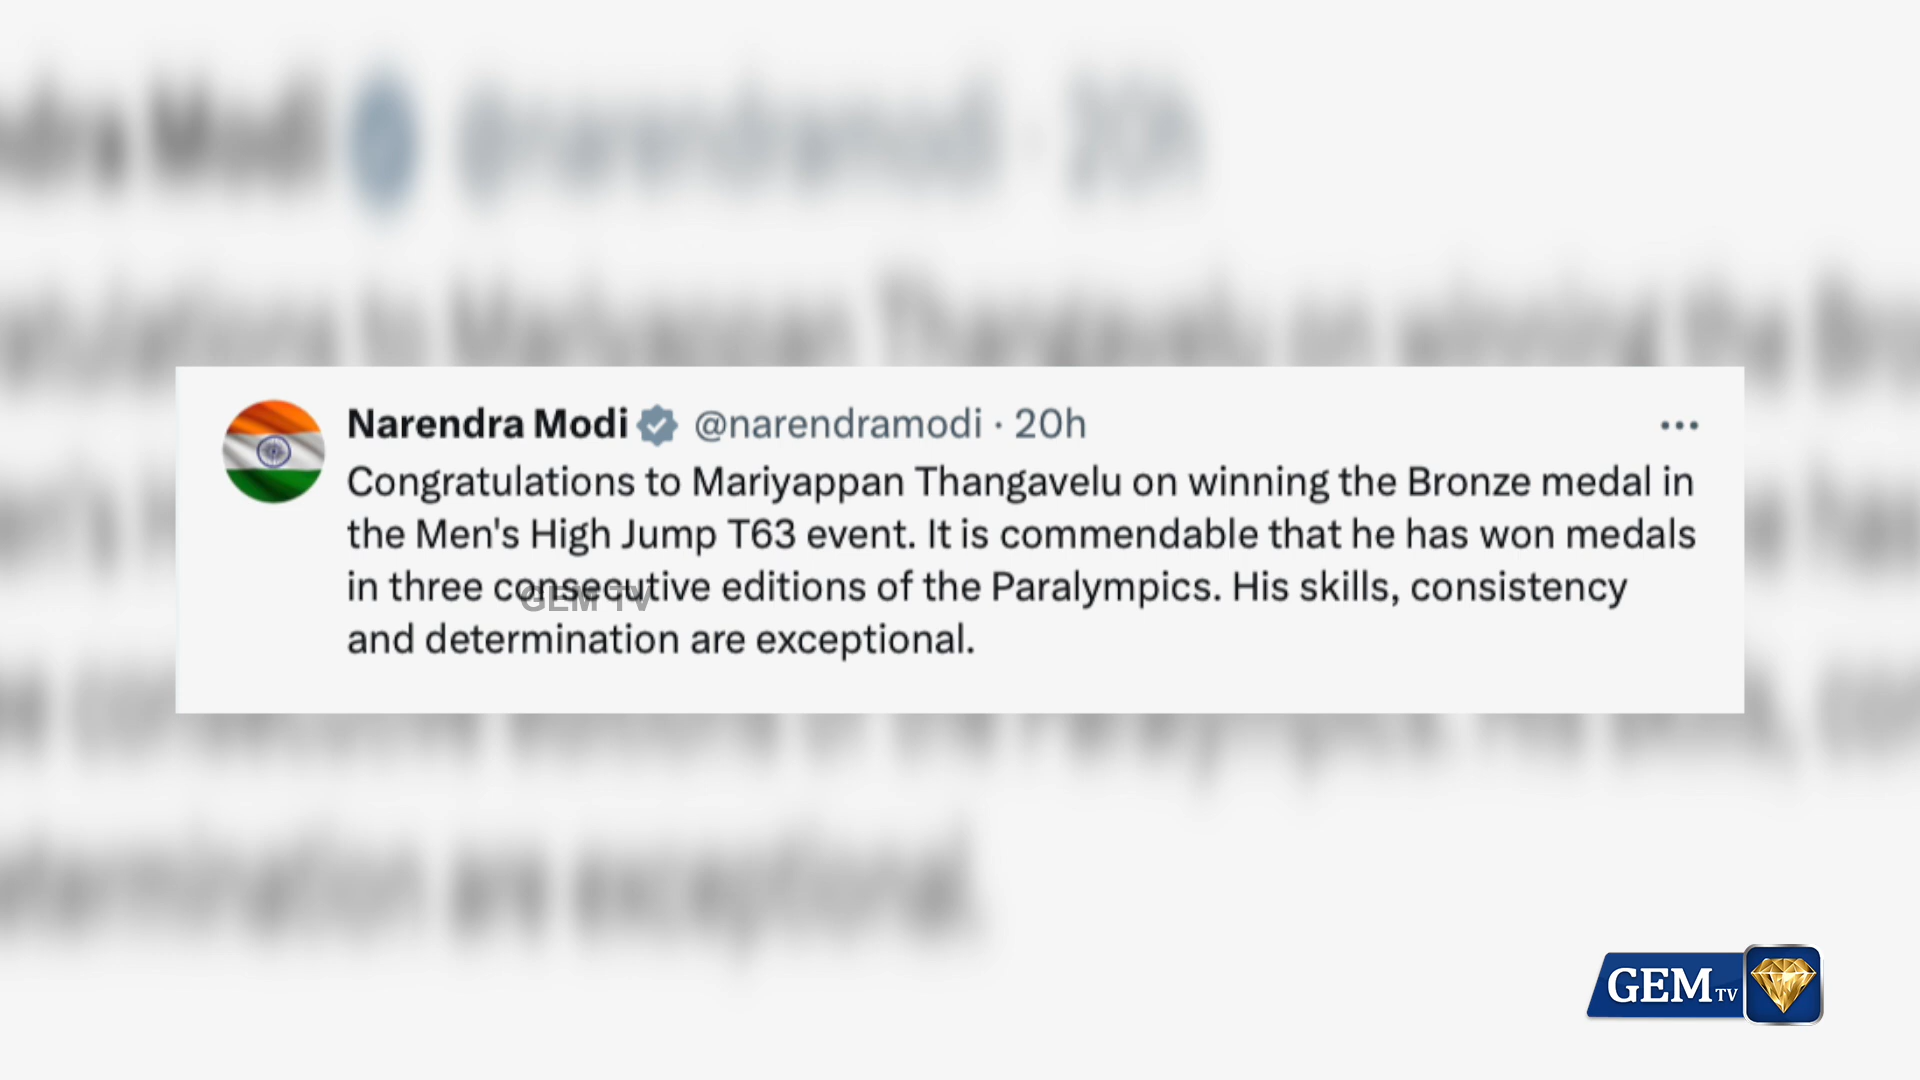 Narendra Modi @narendramodi · 20h
Congratulations to Mariyappan Thangavelu on winning the Bronze medal in
the Men's High Jump T63 event. It is commendable that he has won medals
in three consecutive editions of the Paralympics. His skills, consistency
and determination are exceptional.
GEM TV
GEM TV